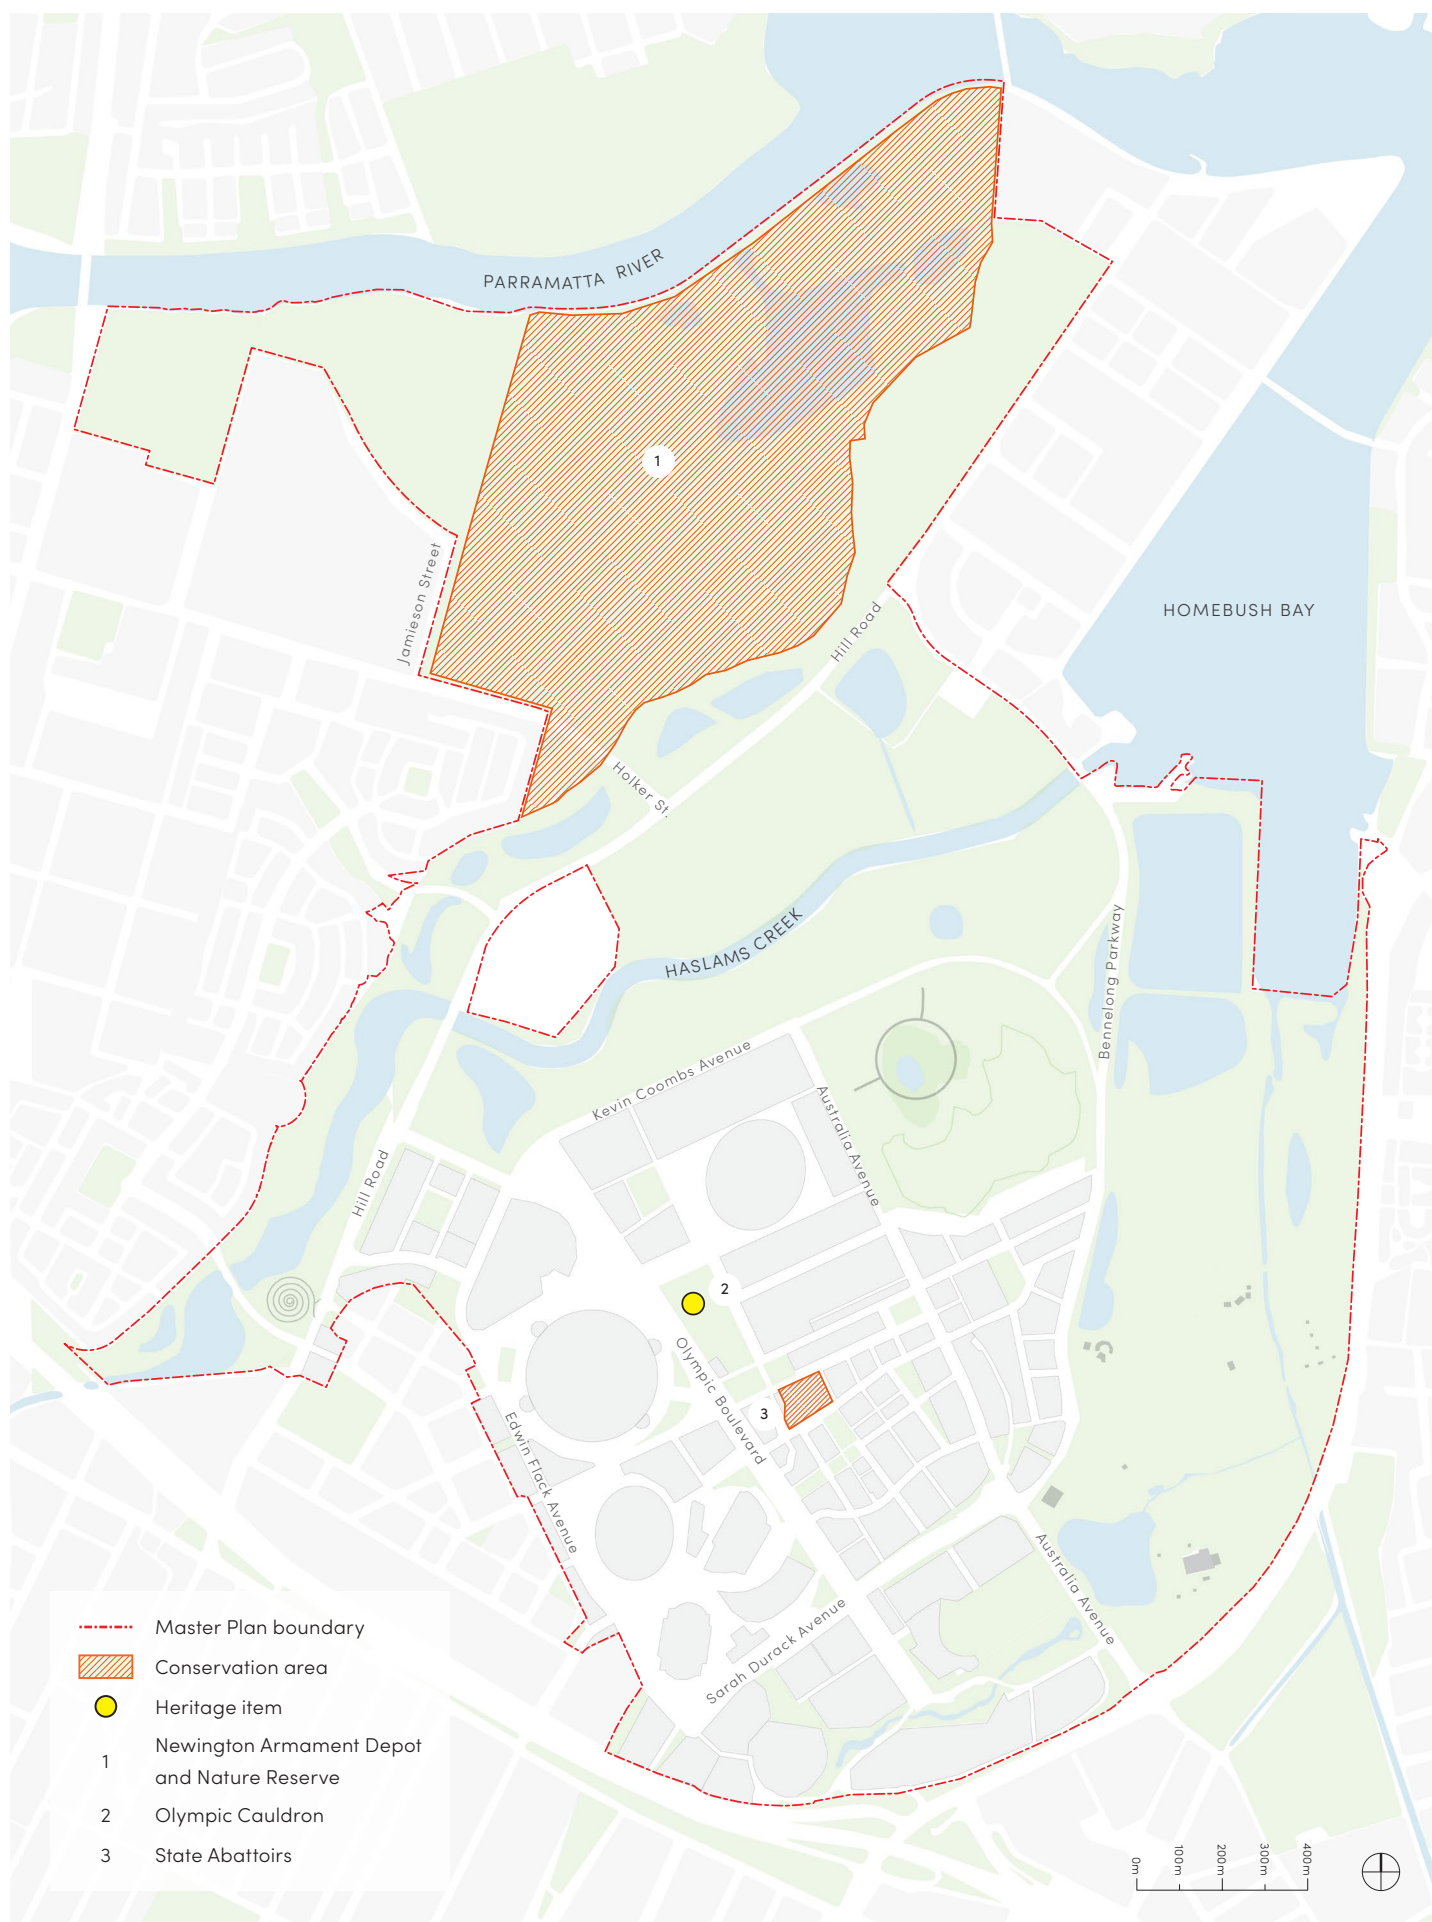 PARRAMATTA RIVER
1
Jamieson Street
HOMEBUSH BAY
Hill Road
Holker St.
HASLAMS CREEK
Bennelong Parkway
Kevin Coombs Avenue
Australia Avenue
Hill Road
2
Olympic Boulevard
3
Edwin Flack Avenue
Australia Avenue
Sarah Durack Avenue
Master Plan boundary
Conservation area
Heritage item
1 Newington Armament Depot
and Nature Reserve
2 Olympic Cauldron
3 State Abattoirs
0m 100m 200m 300m 400m